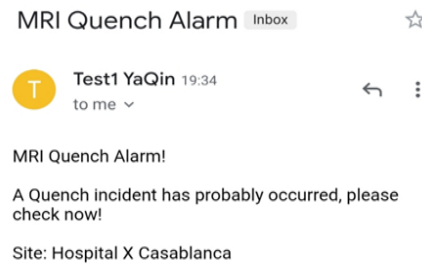 MRI Quench Alarm Inbox
T
Test1 YaQin 19:34
to me
MRI Quench Alarm!
A Quench incident has probably occurred, please
check now!
Site: Hospital X Casablanca